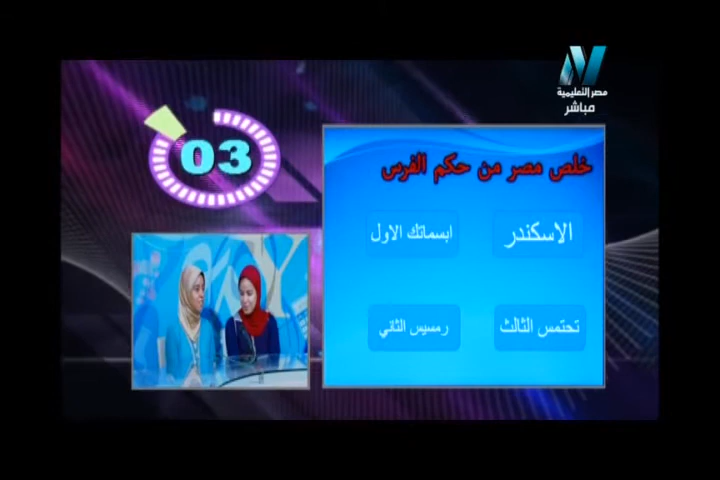 مصر التعليمية
مباشر
03
خلص مصر من حكم الفرس
الاسكندر
ابسماتك الاول
تحتمس الثالث
رمسيس الثاني